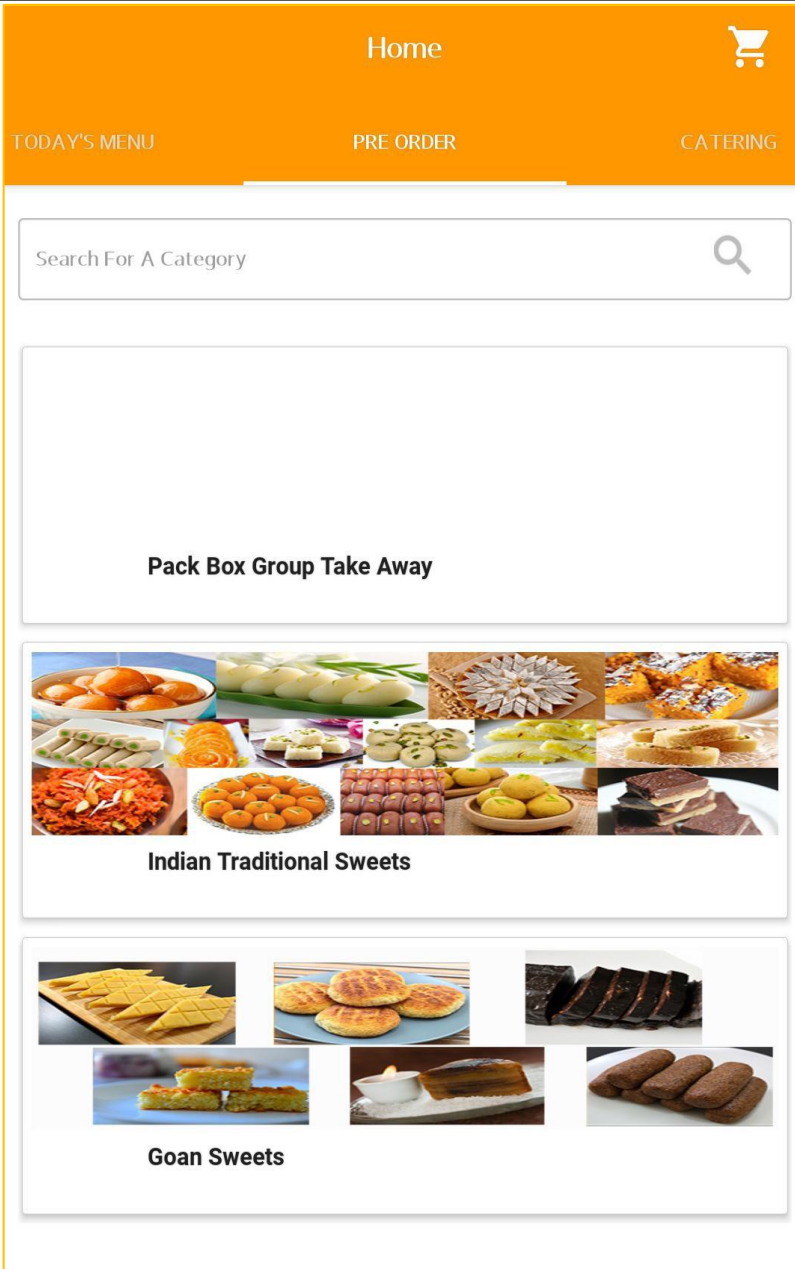 Home
TODAY'S MENU
PRE ORDER
CATERING
Search For A Category
Pack Box Group Take Away
Indian Traditional Sweets
Goan Sweets